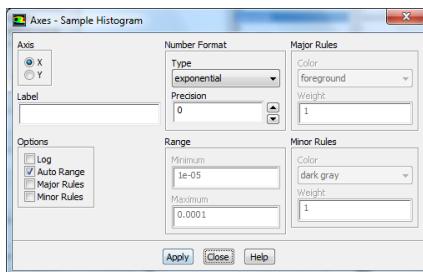 Axes - Sample Histogram
Axis
X
Y
Label
Options
Log
Auto Range
Major Rules
Minor Rules
Number Format
Type
exponential
Precision
0
Range
Minimum
1e-05
Maximum
0.0001
Major Rules
Color
foreground
Weight
1
Minor Rules
Color
dark gray
Weight
1
Apply
Close
Help